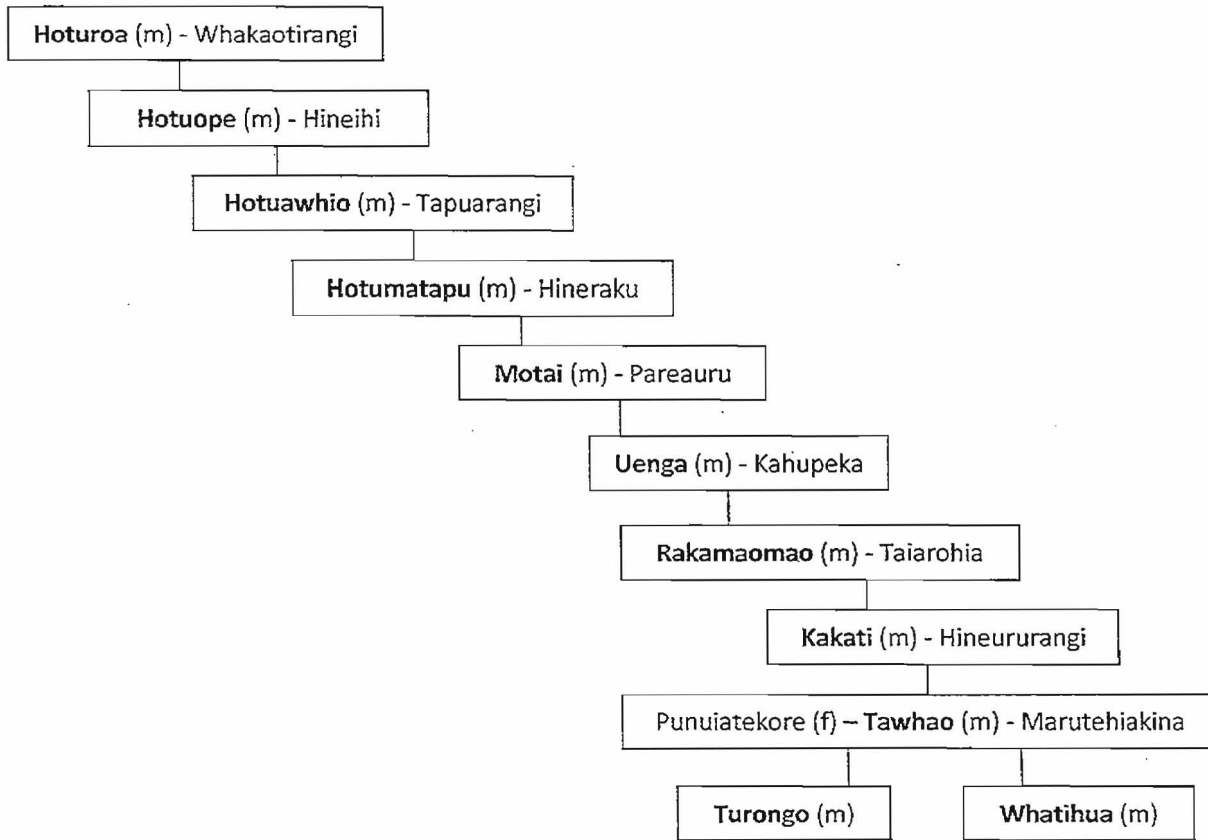 Hoturoa (m) - Whakaotirangi
Hotuope (m) - Hineihi
Hotuawhio (m) - Tapuarangi
Hotumatapu (m) - Hineraku
Motai (m) - Pareauru
Uenga (m) - Kahupeka
Rakamaomao (m) - Taiarohia
Kakati (m) - Hineururangi
Punuiatekore (f) – Tawhao (m) - Marutehiakina
Turongo (m) Whatihua (m)